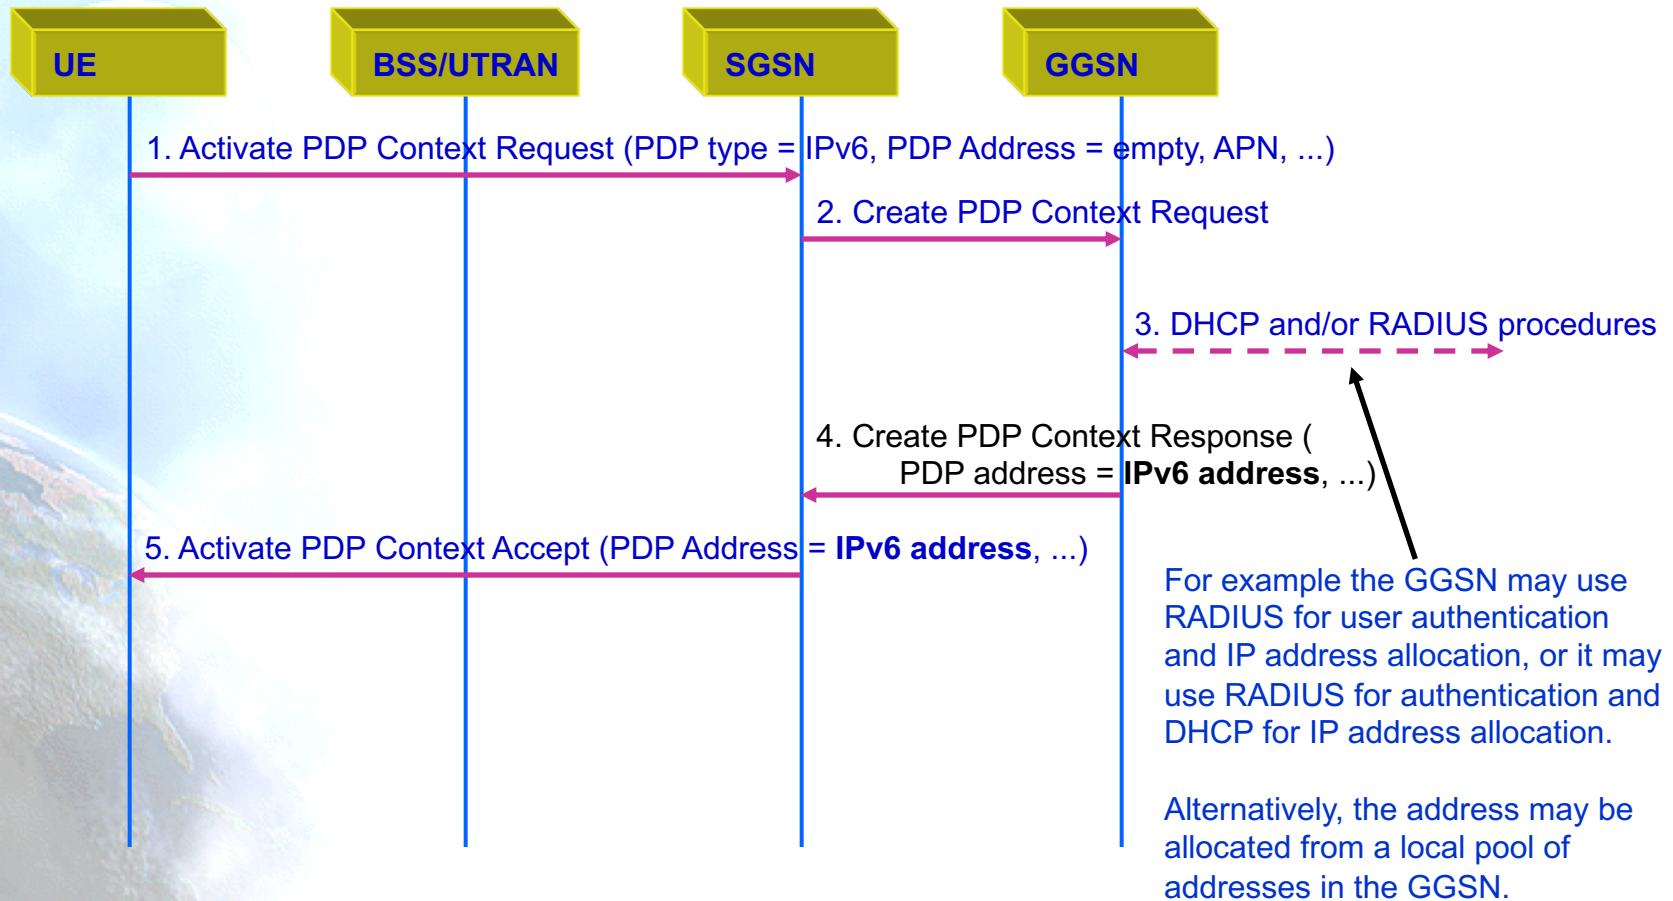 UE
BSS/UTRAN
SGSN
GGSN
1. Activate PDP Context Request (PDP type = IPv6, PDP Address = empty, APN, ...)
2. Create PDP Context Request
3. DHCP and/or RADIUS procedures
4. Create PDP Context Response (
PDP address = IPv6 address, ...)
5. Activate PDP Context Accept (PDP Address = IPv6 address, ...)
For example the GGSN may use
RADIUS for user authentication
and IP address allocation, or it may
use RADIUS for authentication and
DHCP for IP address allocation.
Alternatively, the address may be
allocated from a local pool of
addresses in the GGSN.